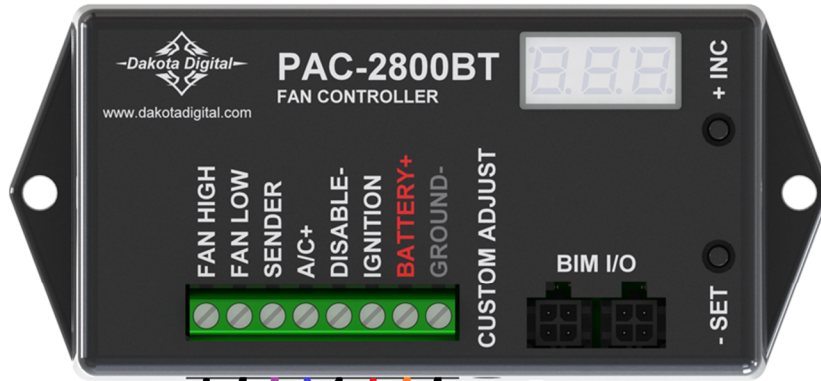 Dakota Digital
www.dakotadigital.com
PAC-2800BT
FAN CONTROLLER
+ INC
- SET
FAN HIGH
FAN LOW
SENDER
A/C+
DISABLE-
IGNITION
BATTERY+
GROUND-
CUSTOM ADJUST
BIM I/O